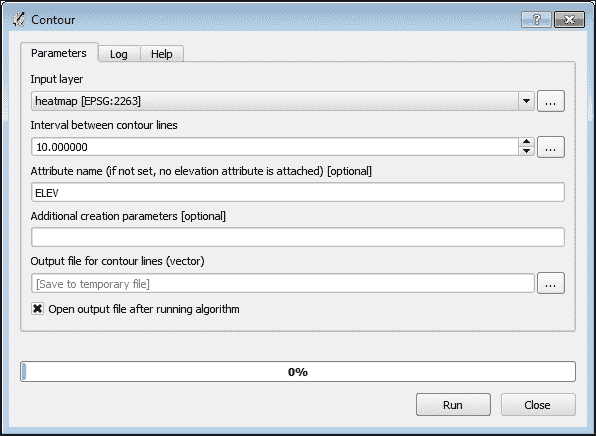 Contour
Parameters Log Help
Input layer
heatmap [EPSG:2263]
...
Interval between contour lines
10.000000
...
Attribute name (if not set, no elevation attribute is attached) [optional]
ELEV
Additional creation parameters [optional]
Output file for contour lines (vector)
[Save to temporary file]
...
Open output file after running algorithm
0%
Run Close